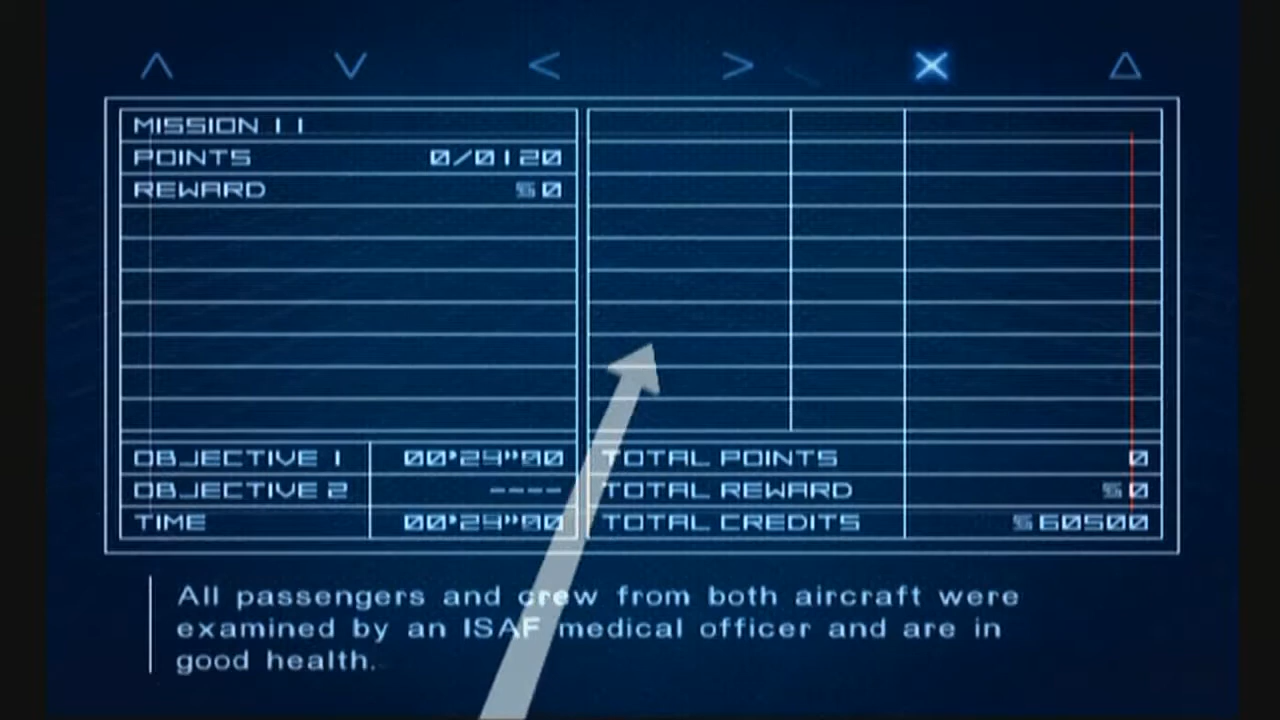 MISSION 11
POINTS 0/0120
REWARD $0
OBJECTIVE 1 00'29"00 TOTAL POINTS 0
OBJECTIVE 2 ---- TOTAL REWARD $0
TIME 00'29"00 TOTAL CREDITS $60500
All passengers and crew from both aircraft were
examined by an ISAF medical officer and are in
good health.